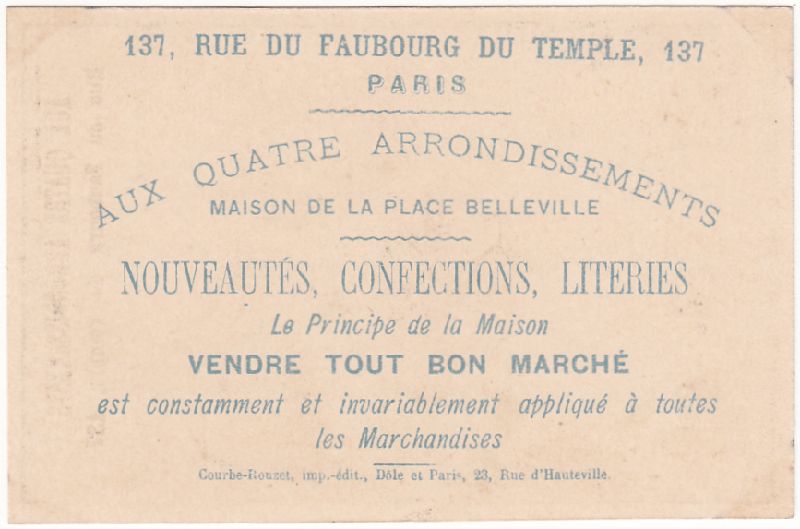 137, RUE DU FAUBOURG DU TEMPLE, 137
PARIS
AUX QUATRE ARRONDISSEMENTS
MAISON DE LA PLACE BELLEVILLE
NOUVEAUTÉS, CONFECTIONS, LITERIES
Le Principe de la Maison
VENDRE TOUT BON MARCHÉ
est constamment et invariablement appliqué à toutes
les Marchandises
Courbe-Rouzet, imp.-édit., Dôle et Paris, 23, Rue d'Hauteville.